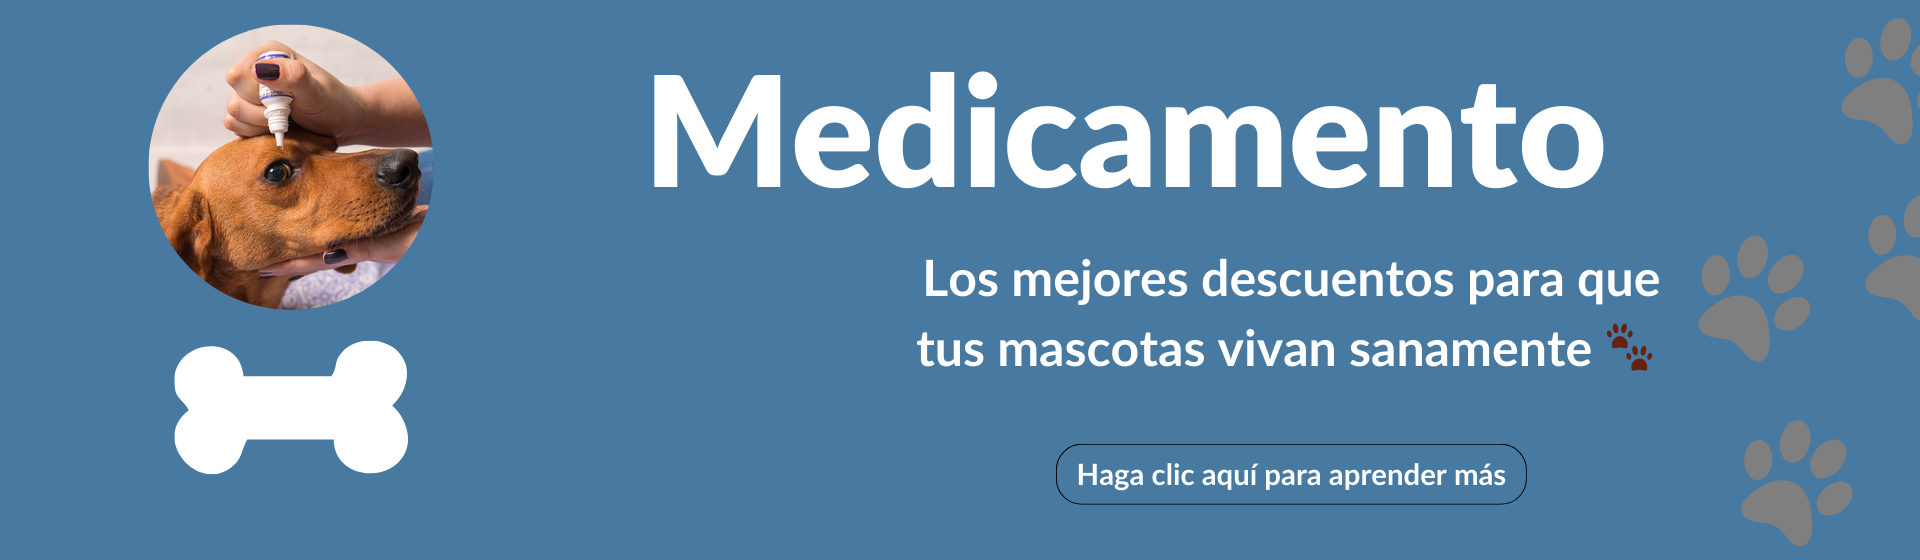 Medicamento
Los mejores descuentos para que
tus mascotas vivan sanamente
Haga clic aquí para aprender más